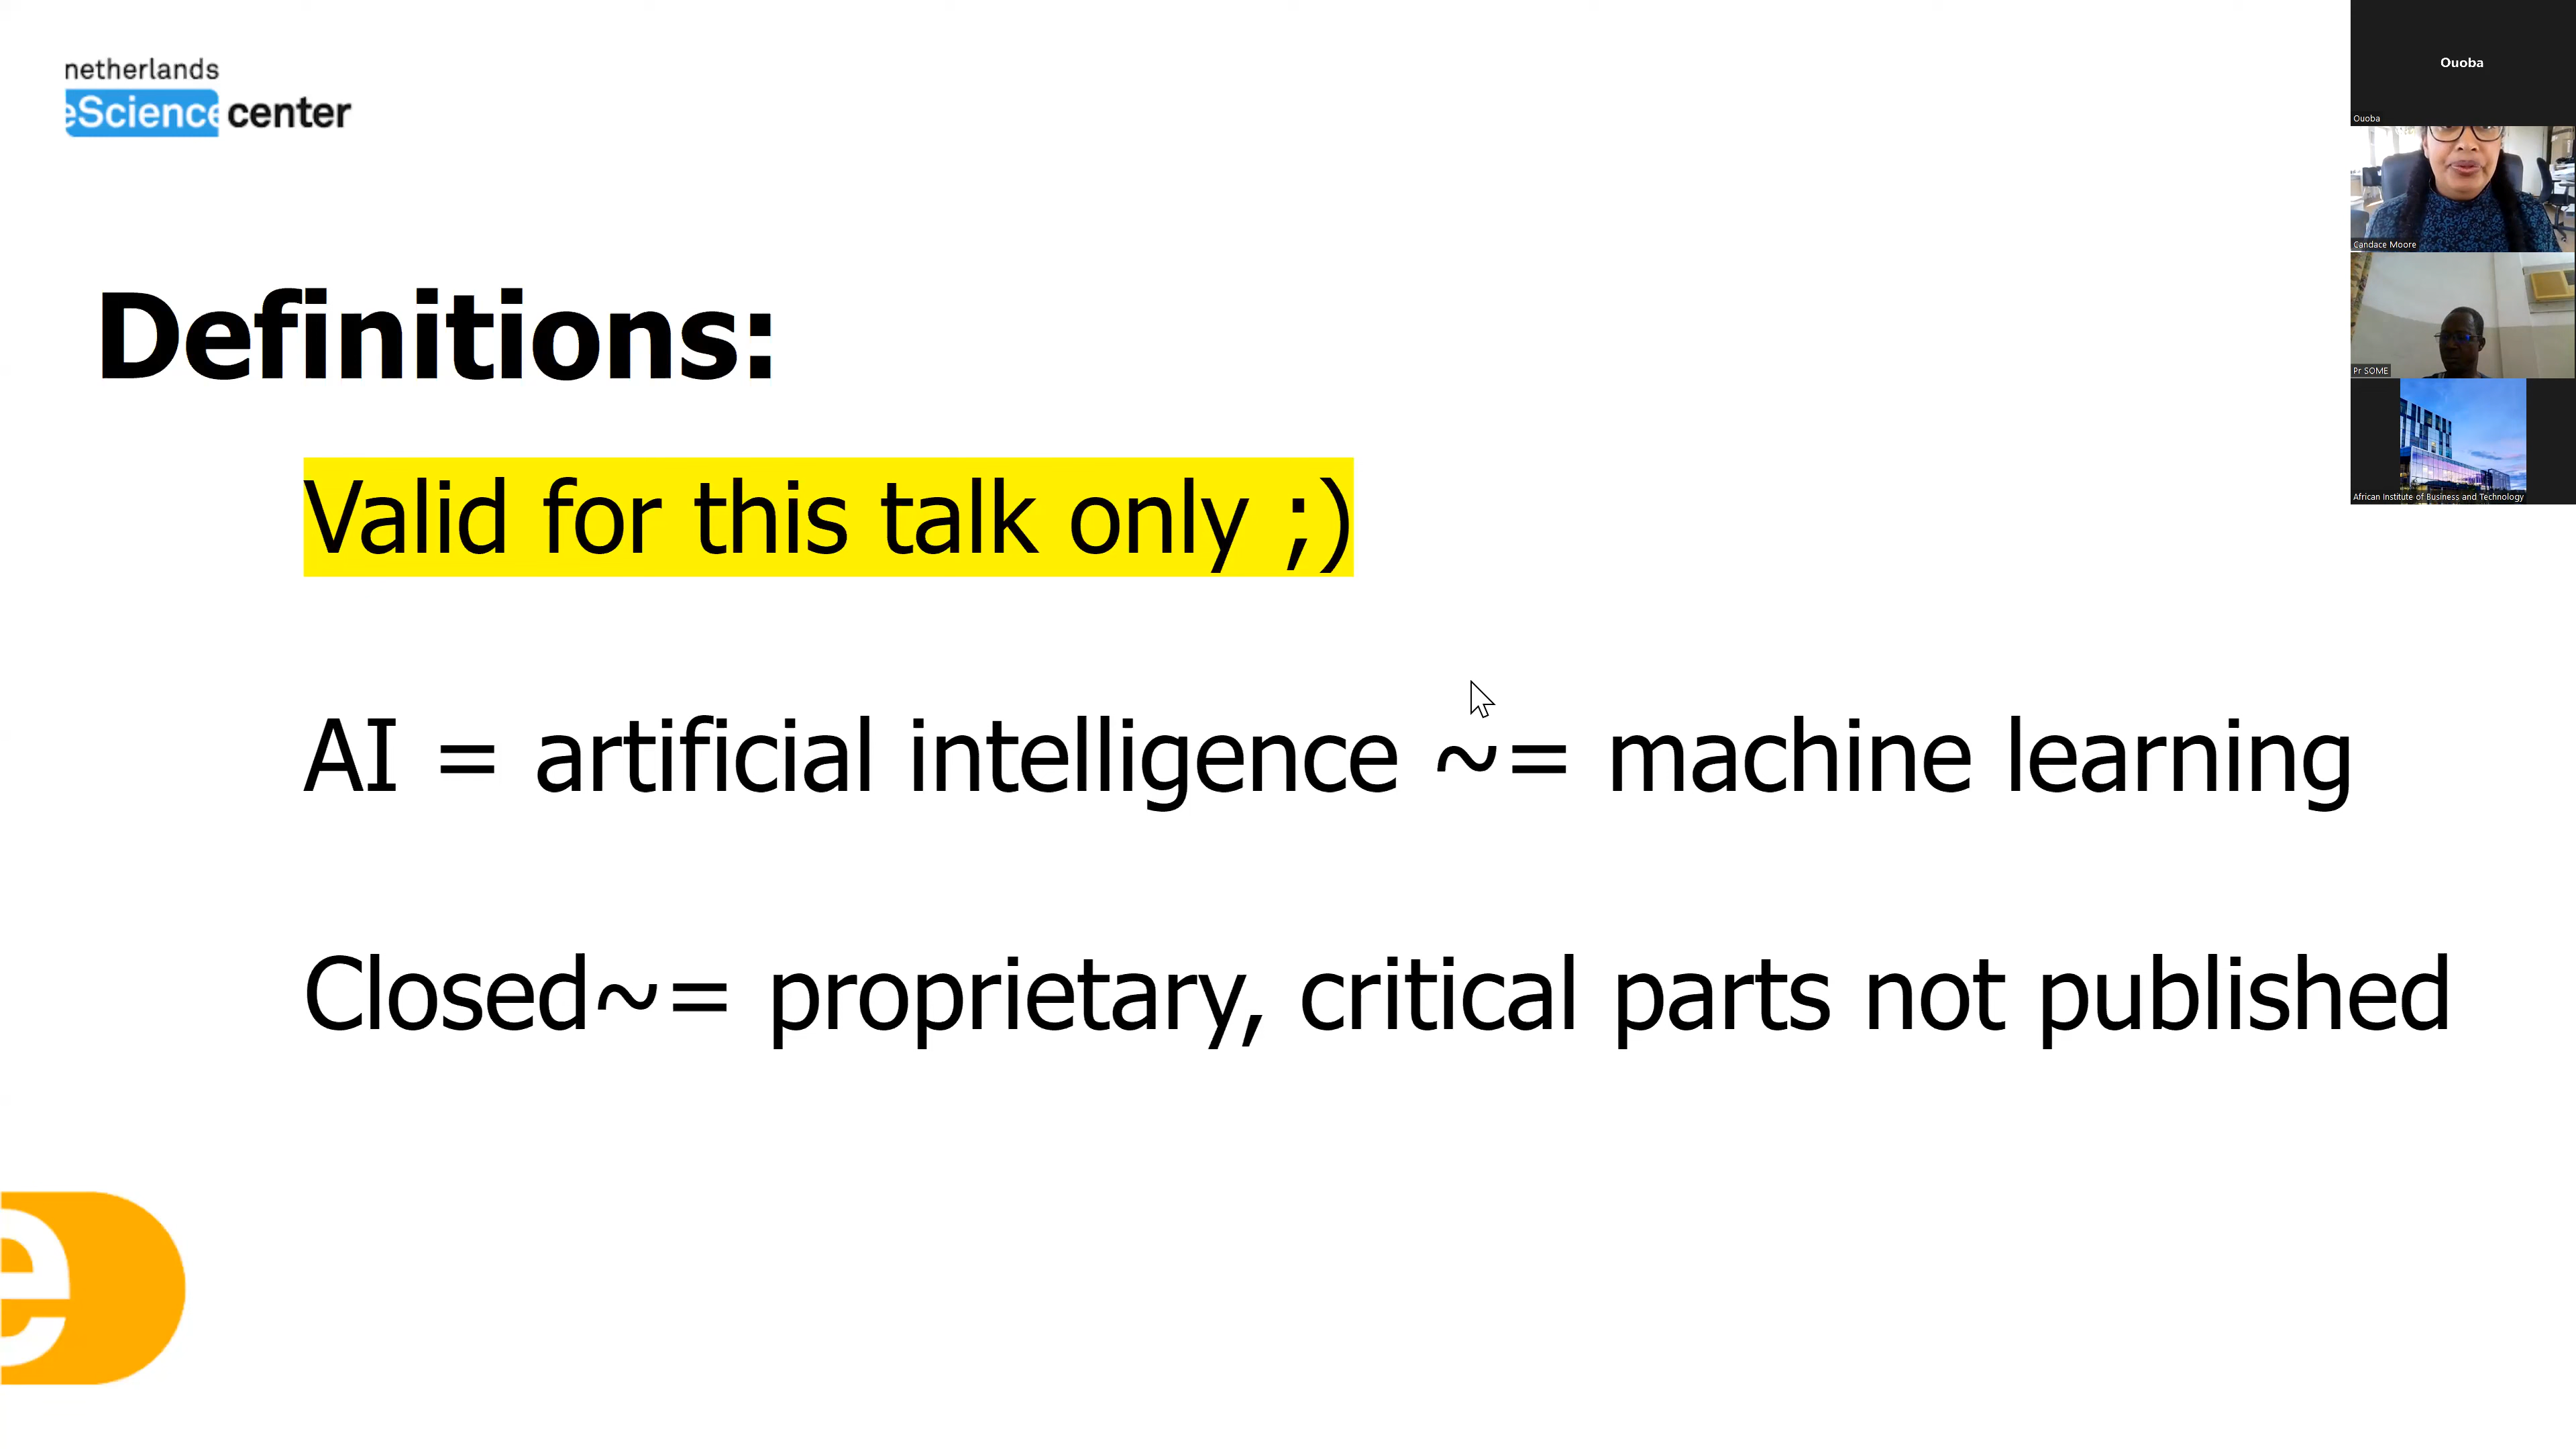 netherlands
eScience center
Definitions:
Valid for this talk only ;)
AI = artificial intelligence ~= machine learning
Closed~= proprietary, critical parts not published
e
Ouoba
Ouoba
Candace Moore
Pr SOME
African Institute of Business and Technology